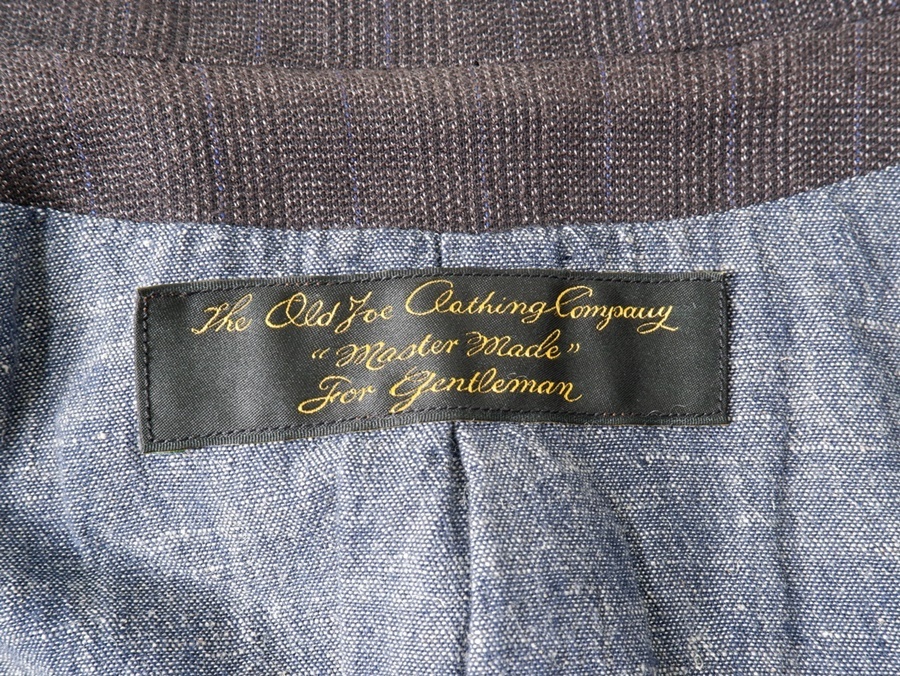 The Old Joe Clothing Company
"Master Made"
For Gentleman